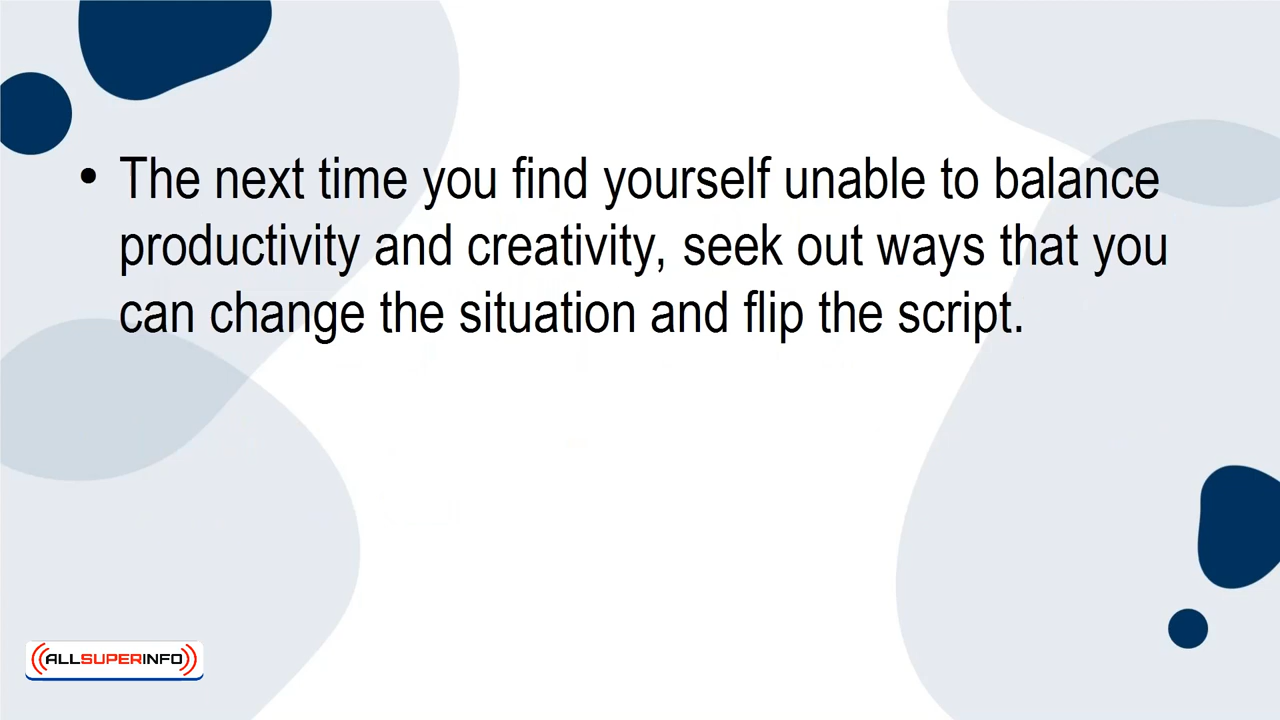 • The next time you find yourself unable to balance
productivity and creativity, seek out ways that you
can change the situation and flip the script.
ALLSUPERINFO